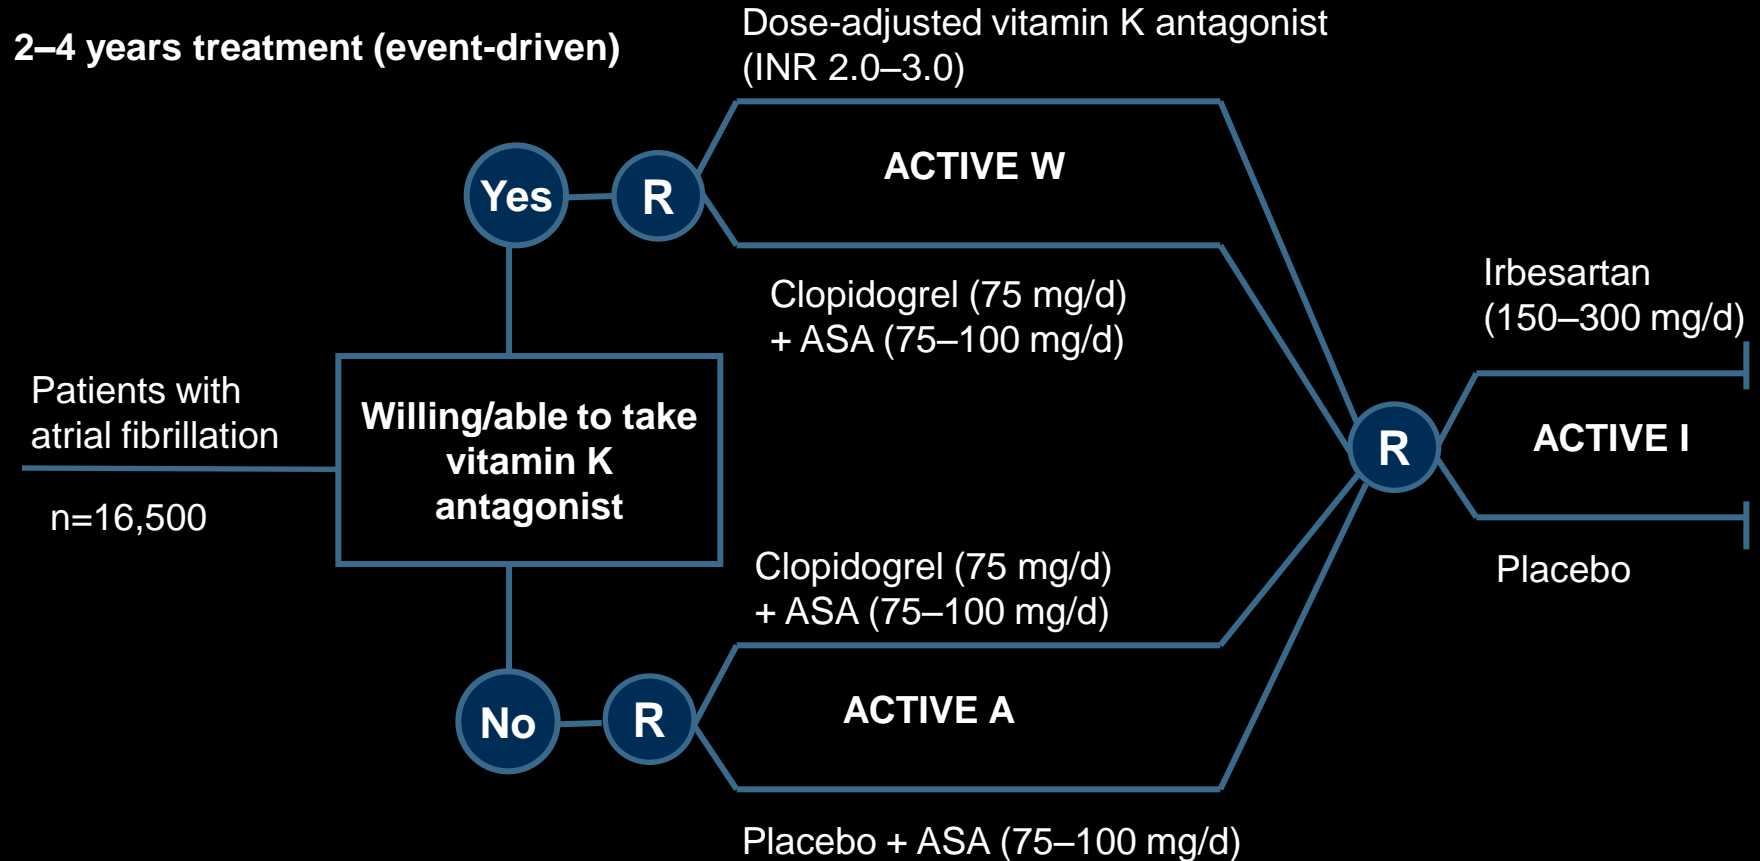 2–4 years treatment (event-driven)
Dose-adjusted vitamin K antagonist
(INR 2.0–3.0)
Yes
R
ACTIVE W
Clopidogrel (75 mg/d)
+ ASA (75–100 mg/d)
Patients with
atrial fibrillation
n=16,500
Willing/able to take
vitamin K
antagonist
Clopidogrel (75 mg/d)
+ ASA (75–100 mg/d)
No
R
ACTIVE A
Placebo + ASA (75–100 mg/d)
R
Irbesartan
(150–300 mg/d)
ACTIVE I
Placebo